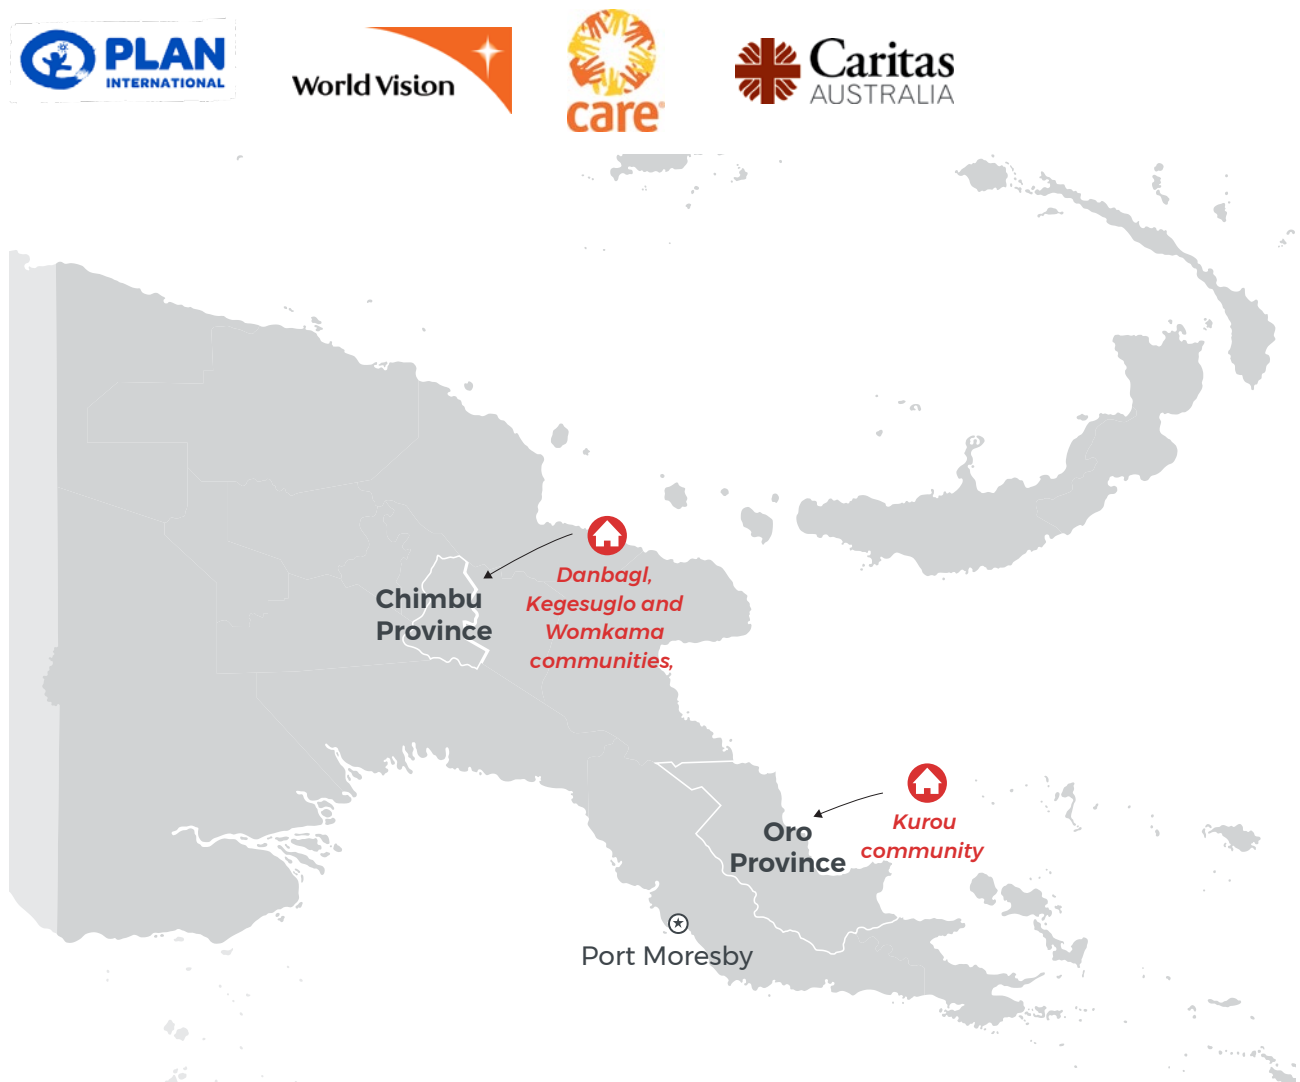 PLAN
INTERNATIONAL
World Vision
care®
Caritas
AUSTRALIA
Danbagl,
Kegesuglo and
Womkama
communities,
Chimbu
Province
Kurou
community
Oro
Province
Port Moresby